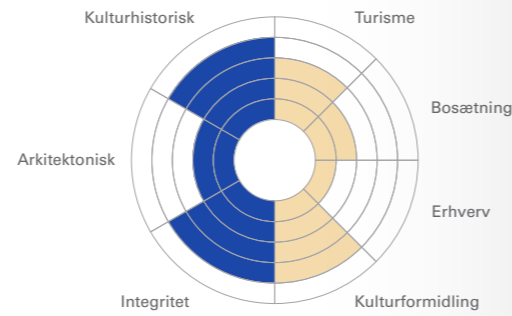 Kulturhistorisk
Turisme
Bosætning
Arkitektonisk
Erhverv
Integritet
Kulturformidling